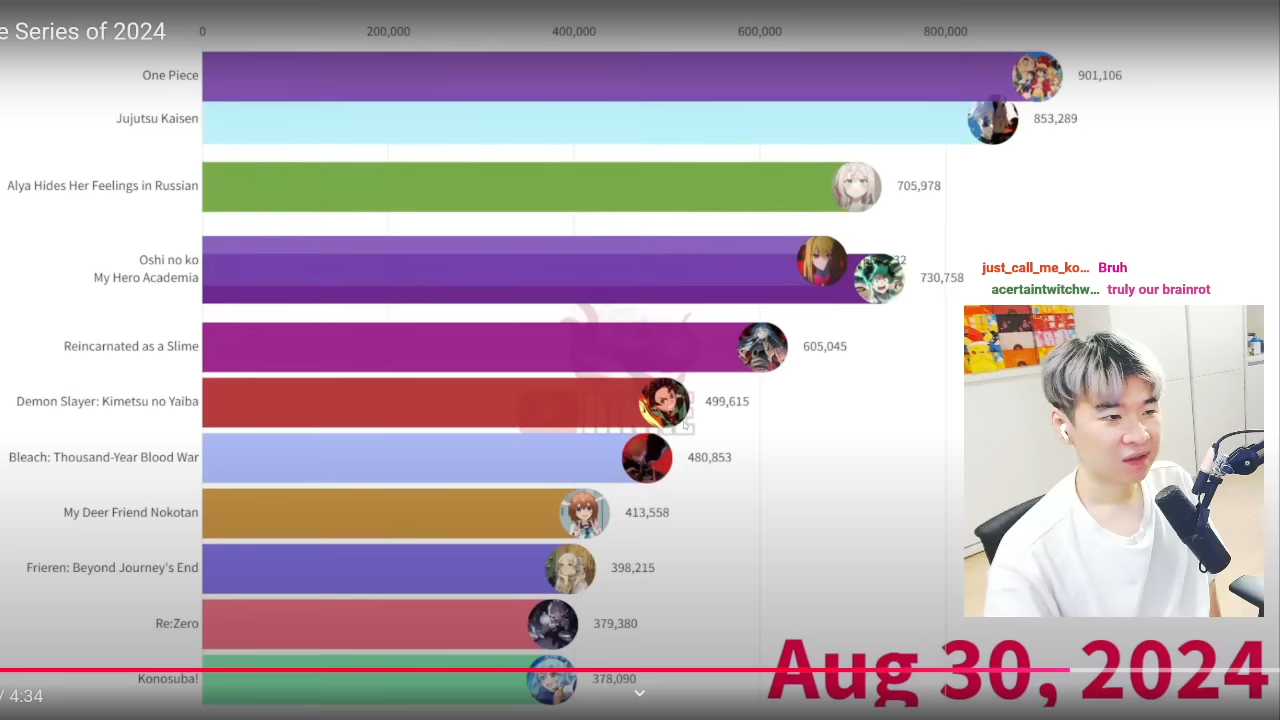 e Series of 2024
0 200,000 400,000 600,000 800,000
One Piece 901,106
Jujutsu Kaisen 853,289
Alya Hides Her Feelings in Russian 705,978
Oshi no ko 32
My Hero Academia 730,758
just_call_me_ko... Bruh
acertaintwitchw... truly our brainrot
Reincarnated as a Slime 605,045
Demon Slayer: Kimetsu no Yaiba 499,615
Bleach: Thousand-Year Blood War 480,853
My Deer Friend Nokotan 413,558
Frieren: Beyond Journey's End 398,215
Re:Zero 379,380
Konosuba! 378,090
Aug 30, 2024
/ 4:34